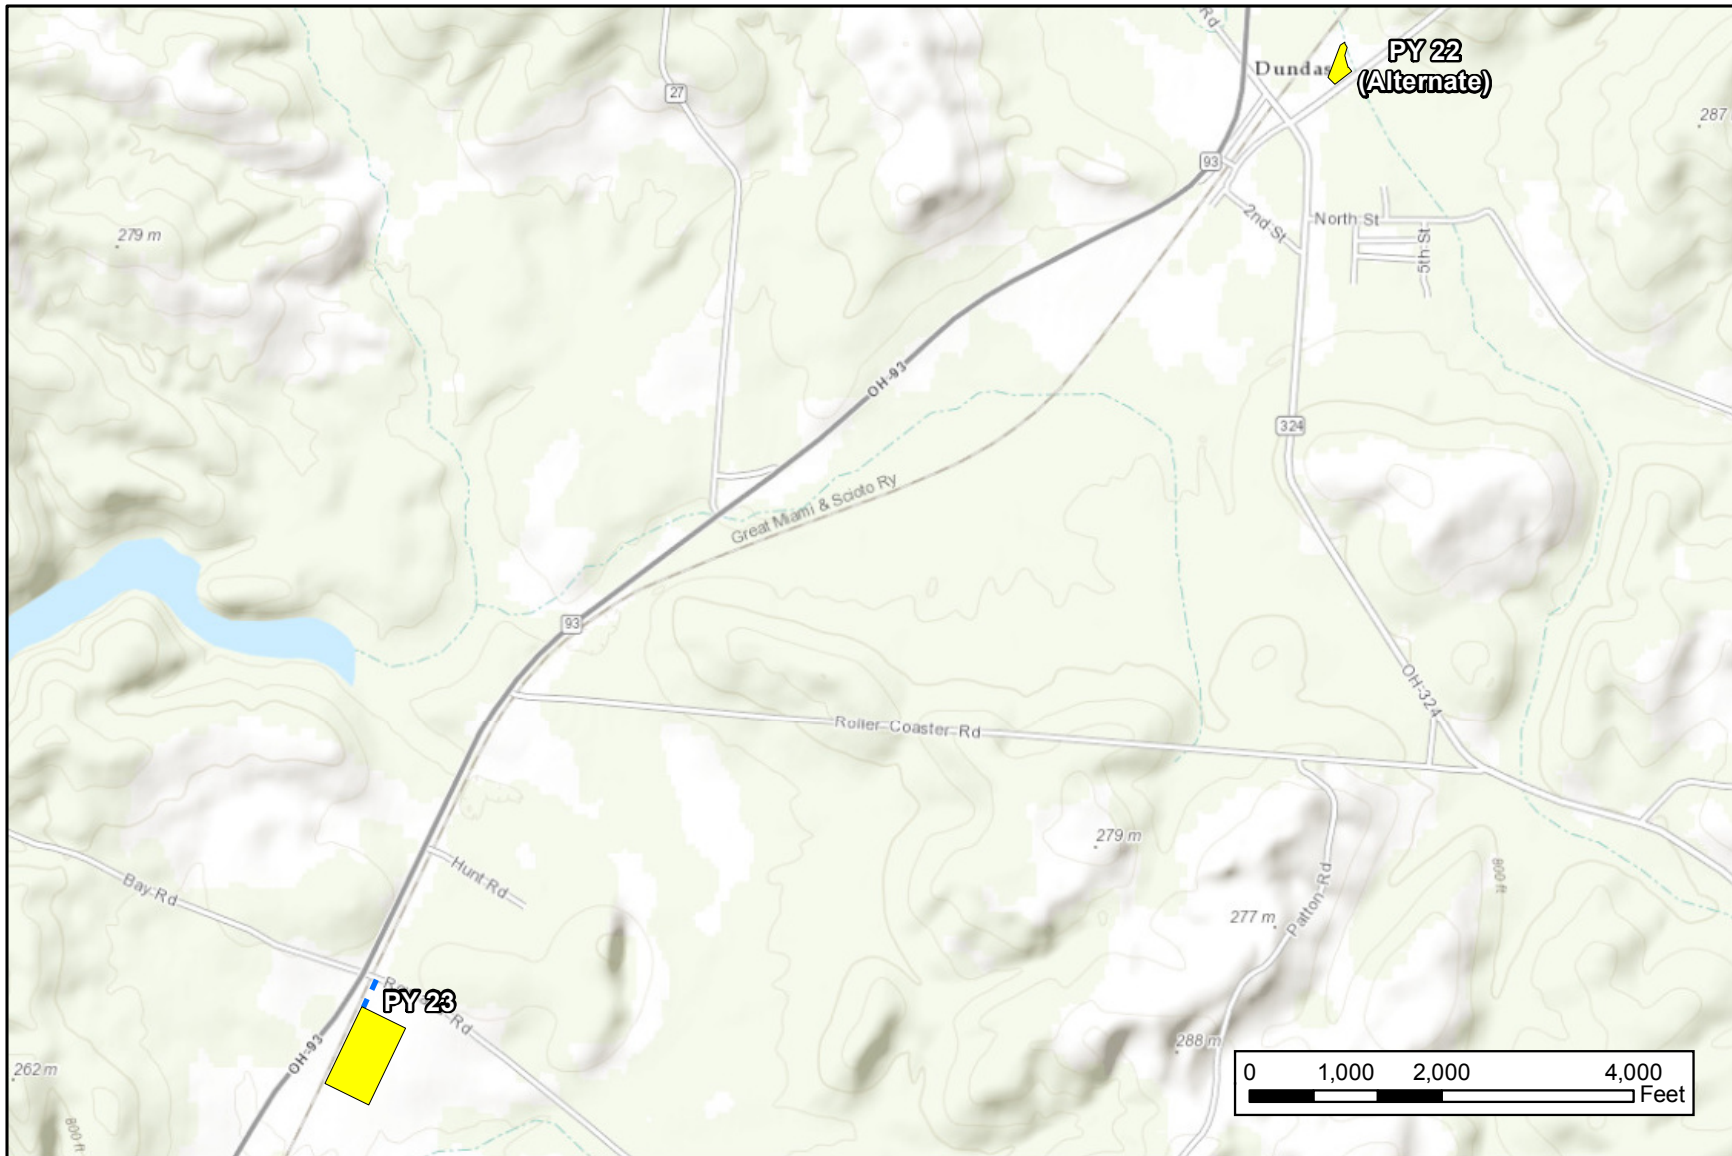 Rd
Dundas
PY 22
(Alternate)
27
287
93
279 m
2nd St
North St
5th St
OH-93
324
Great Miami & Scioto Ry
93
OH-324
Roller Coaster Rd
279 m
Hunt Rd
800 ft
Bay Rd
Patton Rd
277 m
PY 23
Rd
288 m
OH-93
262 m
800 ft
0 1,000 2,000 4,000
Feet